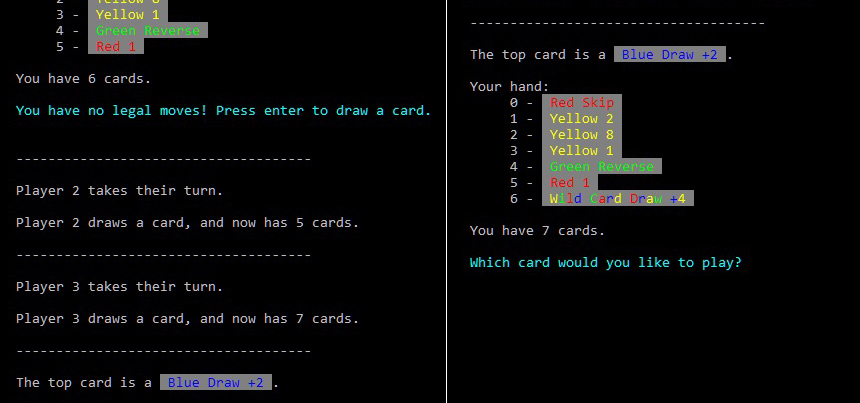 2 - Yellow 8
3 - Yellow 1
4 - Green Reverse
5 - Red 1
You have 6 cards.
You have no legal moves! Press enter to draw a card.
-------------------------------------
Player 2 takes their turn.
Player 2 draws a card, and now has 5 cards.
-------------------------------------
Player 3 takes their turn.
Player 3 draws a card, and now has 7 cards.
-------------------------------------
The top card is a Blue Draw +2 .
-------------------------------------
The top card is a Blue Draw +2 .
Your hand:
0 - Red Skip
1 - Yellow 2
2 - Yellow 8
3 - Yellow 1
4 - Green Reverse
5 - Red 1
6 - Wild Card Draw +4
You have 7 cards.
Which card would you like to play?